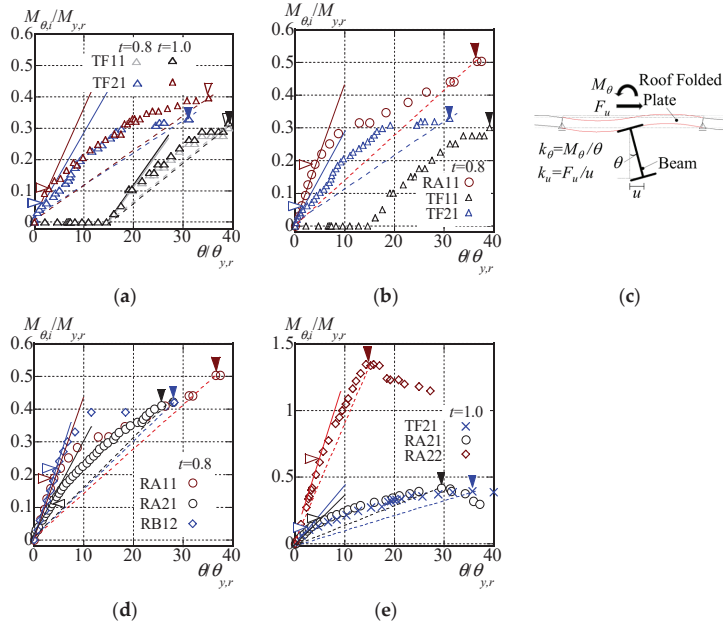 M_{θ,i}/M_{y,r}
0.6
0.5
0.4
0.3
0.2
0.1
0
0 10 20 30 40
θ/θ_{y,r}
t=0.8 t=1.0
TF11
TF21
(a)
M_{θ,i}/M_{y,r}
0.6
0.5
0.4
0.3
0.2
0.1
0
0 10 20 30 40
θ/θ_{y,r}
t=0.8
RA11
TF11
TF21
(b)
M_θ
F_u
Roof Folded
Plate
k_θ=M_θ/θ
k_u=F_u/u
θ
Beam
u
(c)
M_{θ,i}/M_{y,r}
0.6
0.5
0.4
0.3
0.2
0.1
0
0 10 20 30 40
θ/θ_{y,r}
t=0.8
RA11
RA21
RB12
(d)
M_{θ,i}/M_{y,r}
1.5
1
0.5
0
0 10 20 30 40
θ/θ_{y,r}
t=1.0
TF21
RA21
RA22
(e)